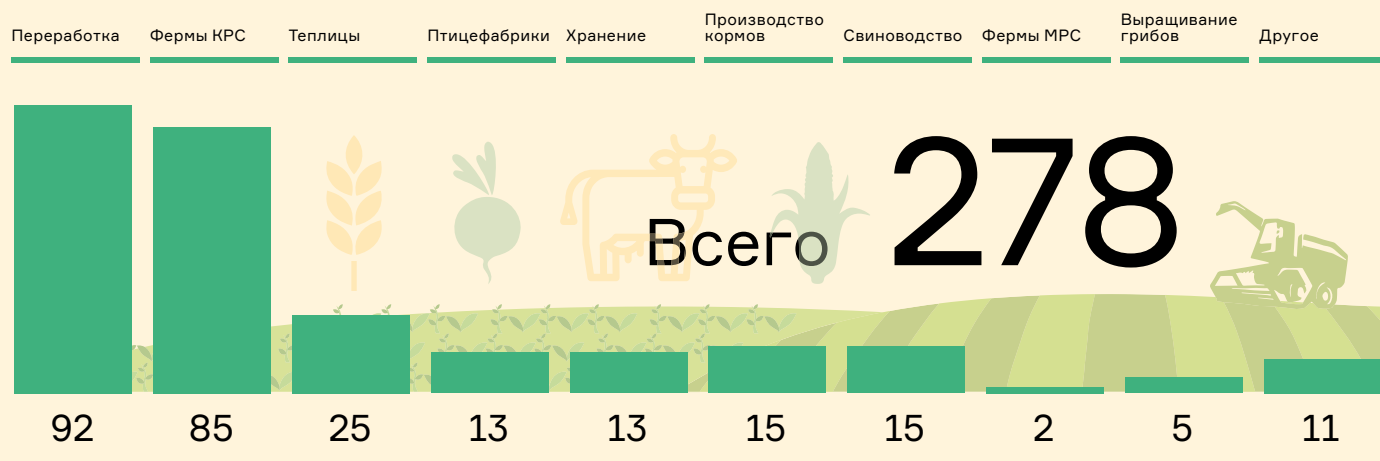 Переработка
Фермы КРС
Теплицы
Птицефабрики
Хранение
Производство
кормов
Свиноводство
Фермы МРС
Выращивание
грибов
Другое
Всего 278
92
85
25
13
13
15
15
2
5
11